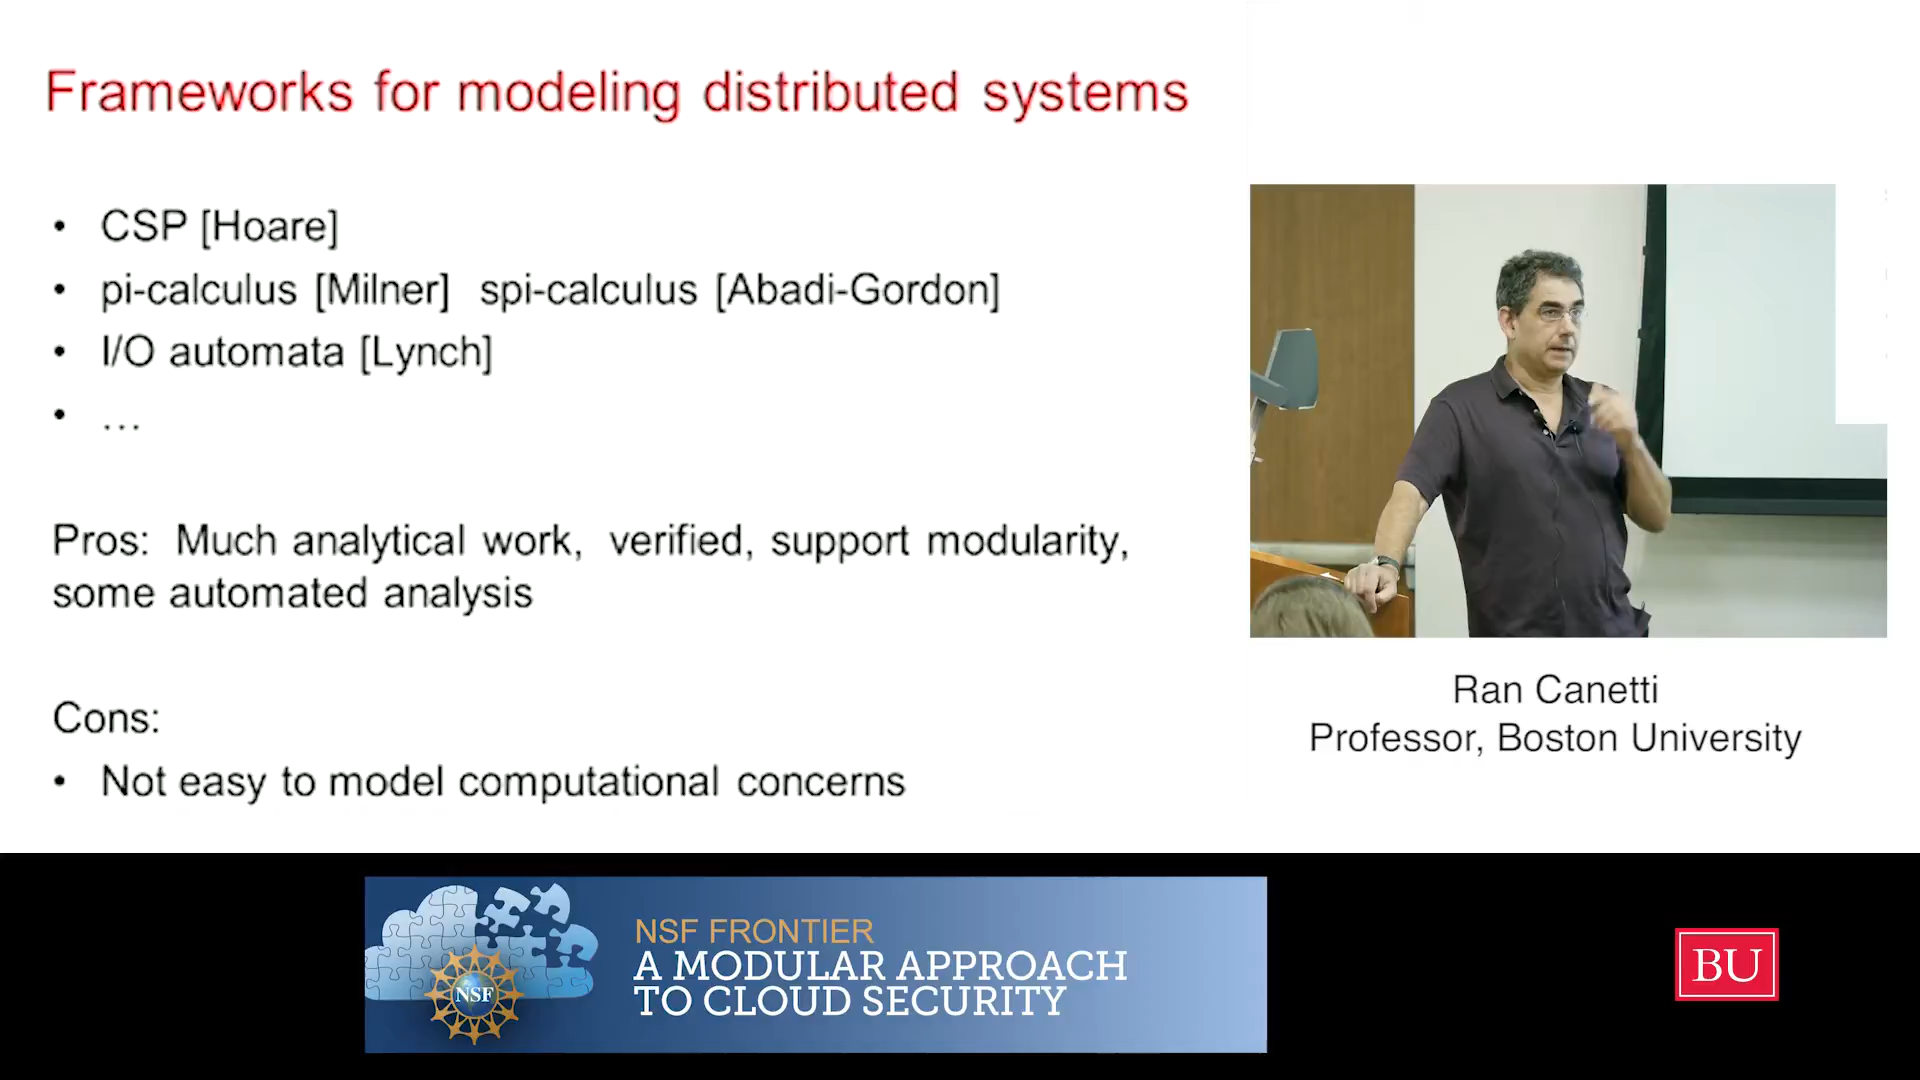 Frameworks for modeling distributed systems
• CSP [Hoare]
• pi-calculus [Milner] spi-calculus [Abadi-Gordon]
• I/O automata [Lynch]
• …
Pros: Much analytical work, verified, support modularity,
some automated analysis
Cons:
• Not easy to model computational concerns
Ran Canetti
Professor, Boston University
NSF
NSF FRONTIER
A MODULAR APPROACH
TO CLOUD SECURITY
BU